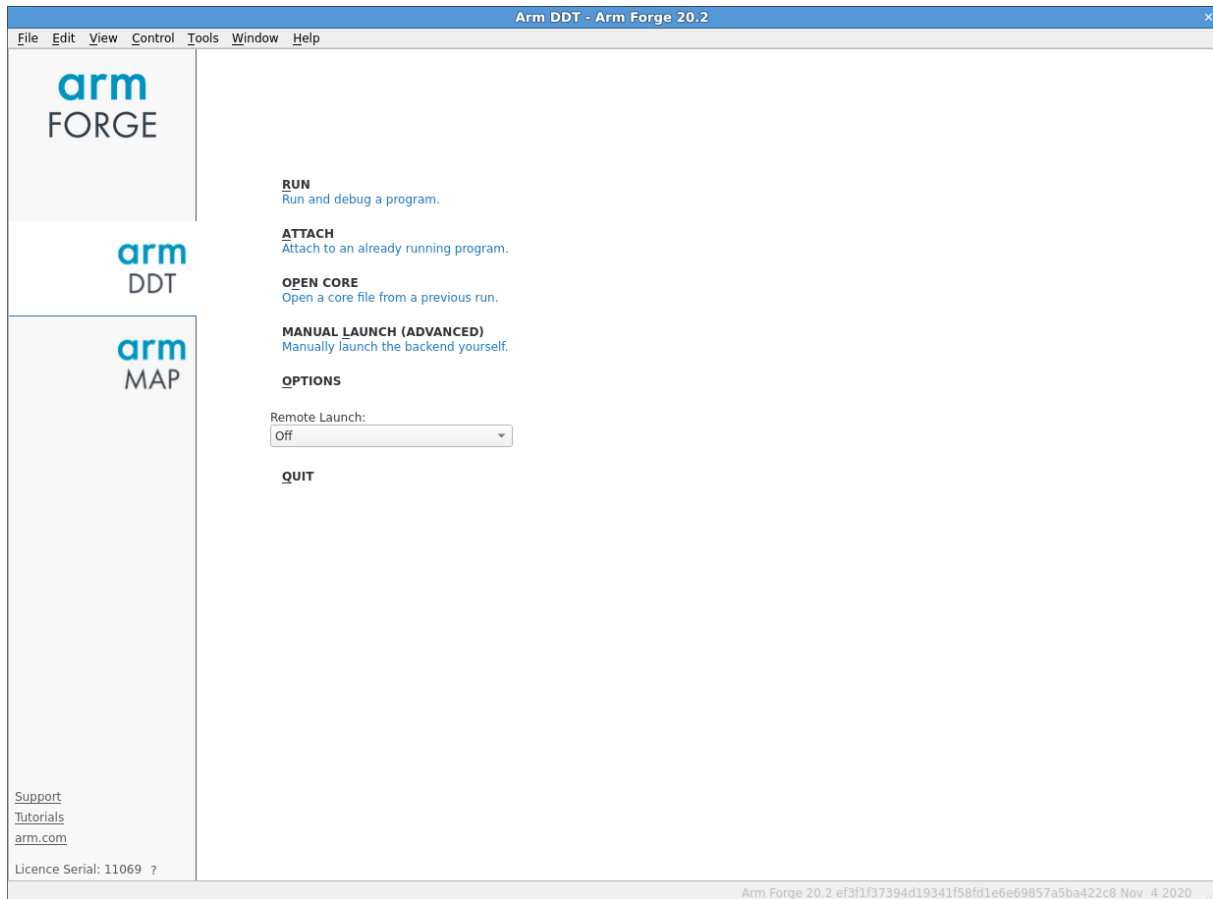 Arm DDT - Arm Forge 20.2
File Edit View Control Tools Window Help
arm
FORGE
arm
DDT
arm
MAP
RUN
Run and debug a program.
ATTACH
Attach to an already running program.
OPEN CORE
Open a core file from a previous run.
MANUAL LAUNCH (ADVANCED)
Manually launch the backend yourself.
OPTIONS
Remote Launch:
Off
QUIT
Support
Tutorials
arm.com
Licence Serial: 11069 ?
Arm Forge 20.2 ef3f1f37394d19341f58fd1e6e69857a5ba422c8 Nov 4 2020